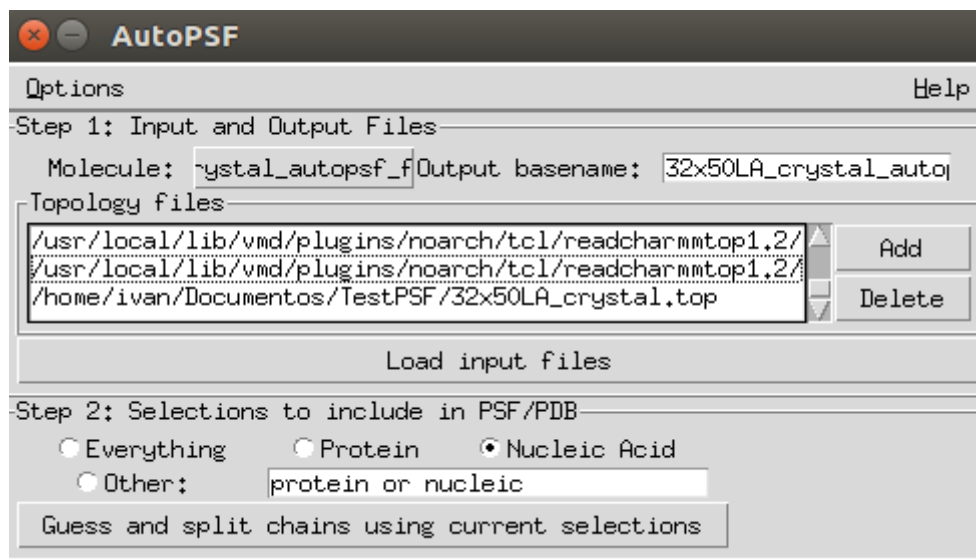 AutoPSF
Options Help
Step 1: Input and Output Files
Molecule: rystal_autopsf_f Output basename: 32x50LA_crystal_auto
Topology files
/usr/local/lib/vmd/plugins/noarch/tcl/readcharmmtop1.2/
/usr/local/lib/vmd/plugins/noarch/tcl/readcharmmtop1.2/
/home/ivan/Documentos/TestPSF/32x50LA_crystal.top
Add
Delete
Load input files
Step 2: Selections to include in PSF/PDB
Everything Protein Nucleic Acid
Other: protein or nucleic
Guess and split chains using current selections